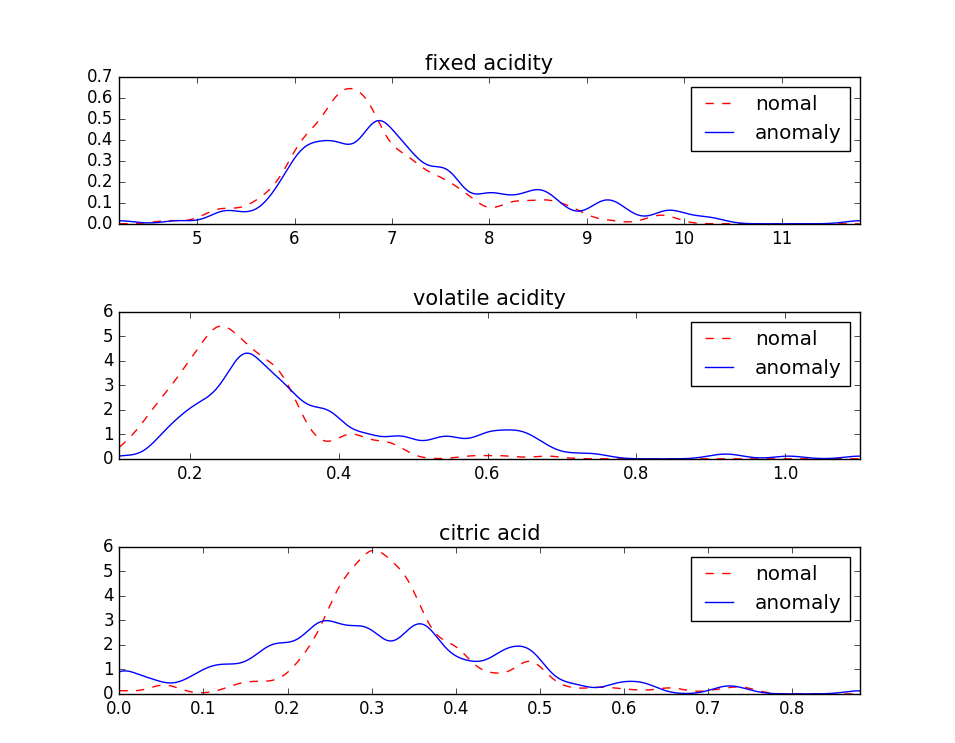 fixed acidity
0.7
0.6
0.5
0.4
0.3
0.2
0.1
0.0
nomal
anomaly
5 6 7 8 9 10 11
volatile acidity
6
5
4
3
2
1
0
nomal
anomaly
0.2 0.4 0.6 0.8 1.0
citric acid
6
5
4
3
2
1
0
nomal
anomaly
0.0 0.1 0.2 0.3 0.4 0.5 0.6 0.7 0.8